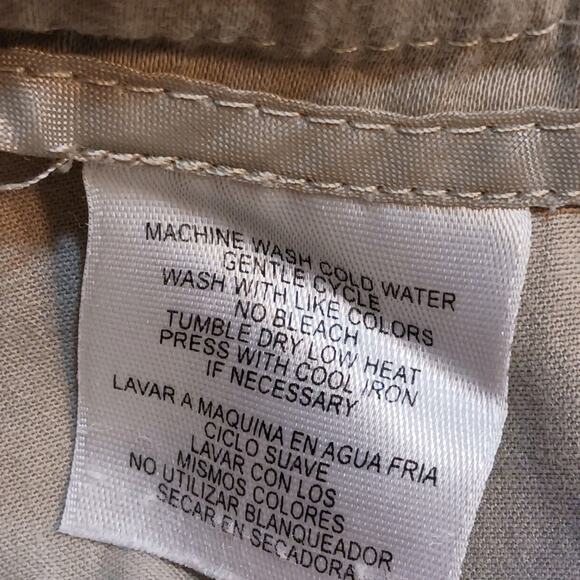 MACHINE WASH COLD WATER
GENTLE CYCLE
WASH WITH LIKE COLORS
NO BLEACH
TUMBLE DRY LOW HEAT
PRESS WITH COOL IRON
IF NECESSARY
LAVAR A MAQUINA EN AGUA FRIA
CICLO SUAVE
LAVAR CON LOS
MISMOS COLORES
NO UTILIZAR BLANQUEADOR
SECAR EN SECADORA